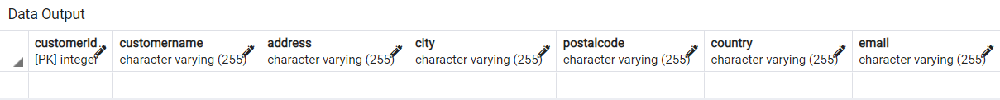 Data Output
customerid customername address city postalcode country email
[PK] integer character varying (255) character varying (255) character varying (255) character varying (255) character varying (255) character varying (255)